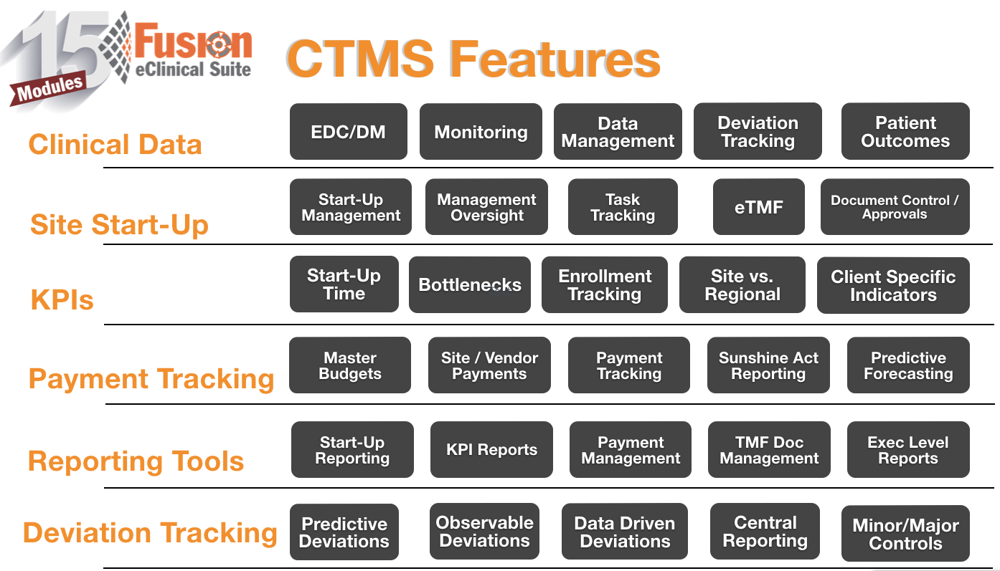 15
Modules
Fusion
eClinical Suite
CTMS Features
Clinical Data
EDC/DM
Monitoring
Data
Management
Deviation
Tracking
Patient
Outcomes
Site Start-Up
Start-Up
Management
Management
Oversight
Task
Tracking
eTMF
Document Control /
Approvals
KPIs
Start-Up
Time
Bottlenecks
Enrollment
Tracking
Site vs.
Regional
Client Specific
Indicators
Payment Tracking
Master
Budgets
Site / Vendor
Payments
Payment
Tracking
Sunshine Act
Reporting
Predictive
Forecasting
Reporting Tools
Start-Up
Reporting
KPI Reports
Payment
Management
TMF Doc
Management
Exec Level
Reports
Deviation Tracking
Predictive
Deviations
Observable
Deviations
Data Driven
Deviations
Central
Reporting
Minor/Major
Controls